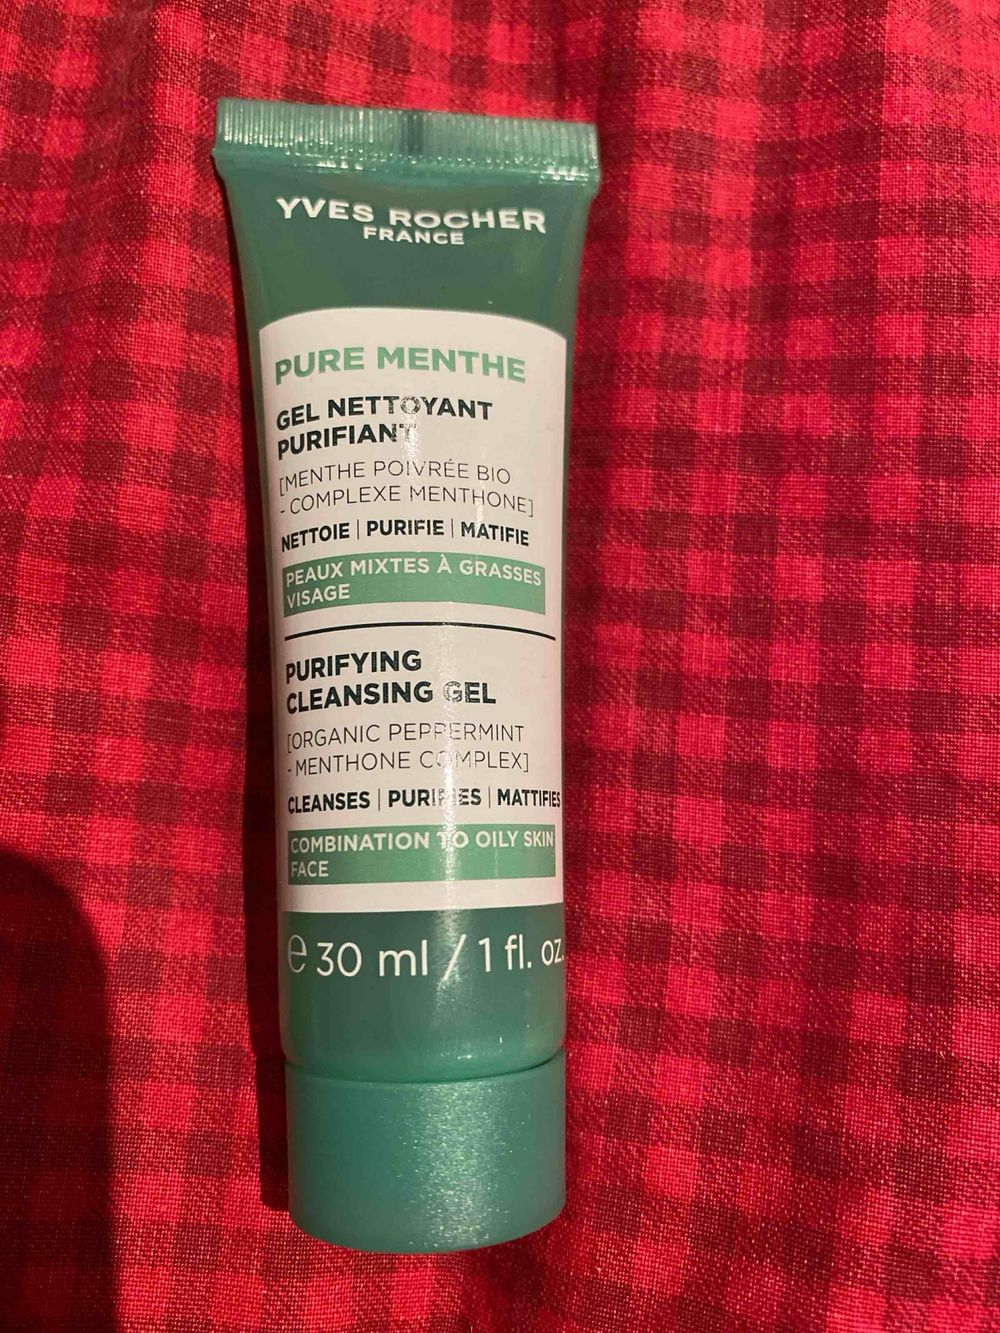 YVES ROCHER
FRANCE
PURE MENTHE
GEL NETTOYANT
PURIFIANT
[MENTHE POIVRÉE BIO
- COMPLEXE MENTHONE]
NETTOIE | PURIFIE | MATIFIE
PEAUX MIXTES À GRASSES
VISAGE
PURIFYING
CLEANSING GEL
[ORGANIC PEPPERMINT
- MENTHONE COMPLEX]
CLEANSES | PURIFIES | MATTIFIES
COMBINATION TO OILY SKIN
FACE
℮ 30 ml / 1 fl. oz.